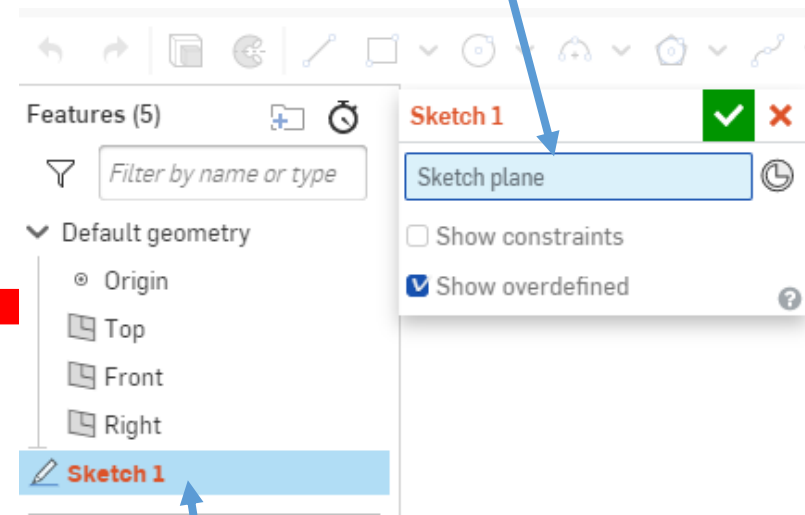 Features (5)
Sketch 1
Filter by name or type
Sketch plane
Default geometry
Show constraints
Origin
Show overdefined
Top
Front
Right
Sketch 1